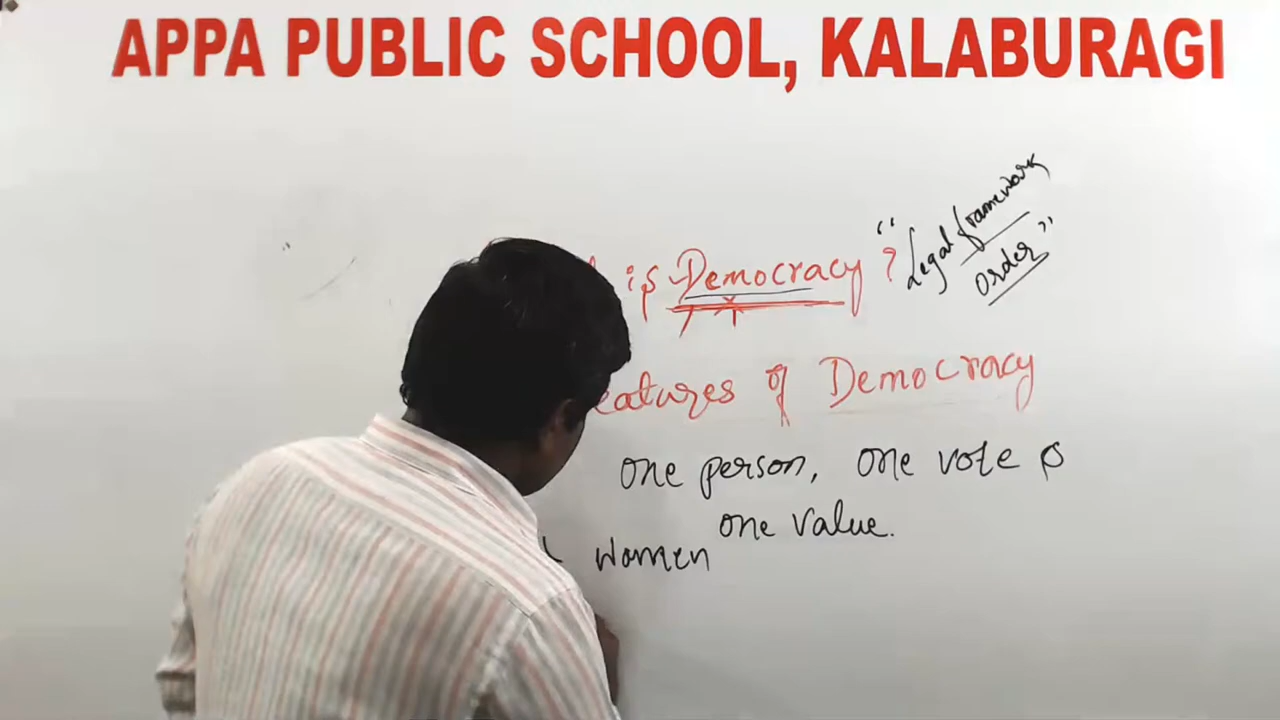 APPA PUBLIC SCHOOL, KALABURAGI
is Democracy ?
"Legal framework
order"
eatures of Democracy
one person, one vote &
one value.
women